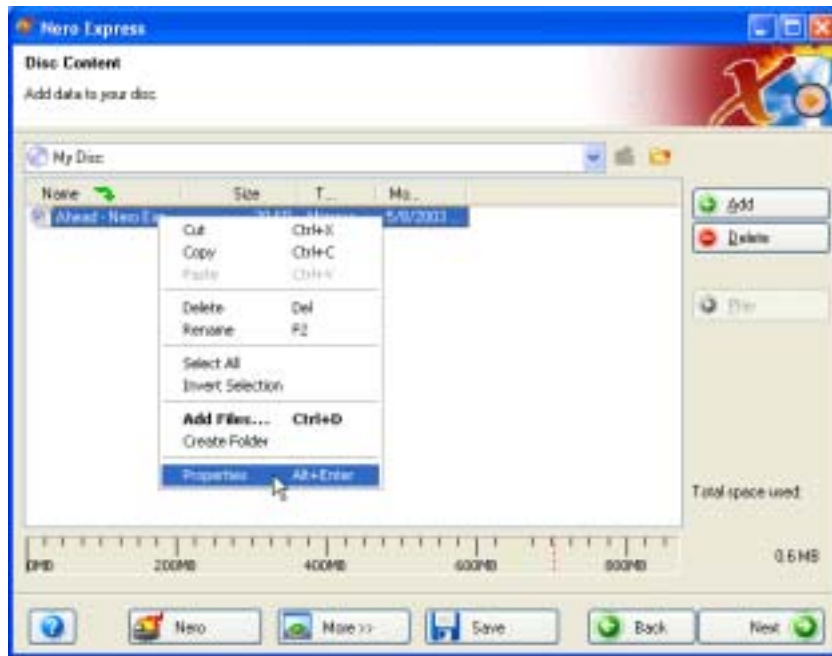 Nero Express
Disc Content
Add data to your disc.
My Disc
Name Size T... Mo...
Ahead - Nero 5/8/2003
Cut Ctrl+X
Copy Ctrl+C
Paste Ctrl+V
Delete Del
Rename F2
Select All
Invert Selection
Add Files... Ctrl+D
Create Folder
Properties Alt+Enter
Add
Delete
Play
Total space used:
0MB 200MB 400MB 600MB 800MB
0.6 MB
Nero
More >>
Save
Back
Next